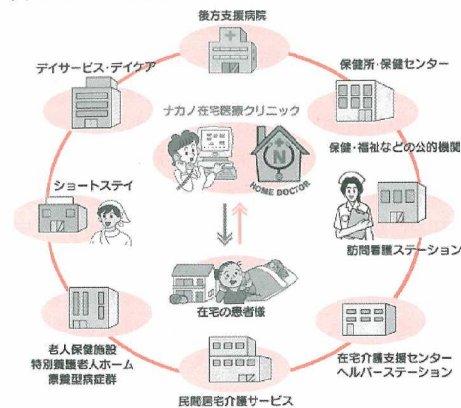 後方支援病院
デイサービス・デイケア
保健所・保健センター
ナカノ在宅医療クリニック
N
HOME DOCTOR
保健・福祉などの公的機関
ショートステイ
訪問看護ステーション
在宅の患者様
老人保健施設
特別養護老人ホーム
療養型病症群
在宅介護支援センター
ヘルパーステーション
民間居宅介護サービス